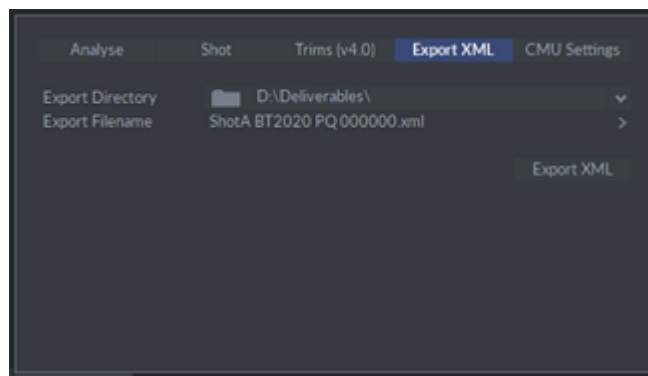 Analyse Shot Trims (v4.0) Export XML CMU Settings
Export Directory D:\Deliverables\
Export Filename ShotA BT2020 PQ 000000.xml
Export XML